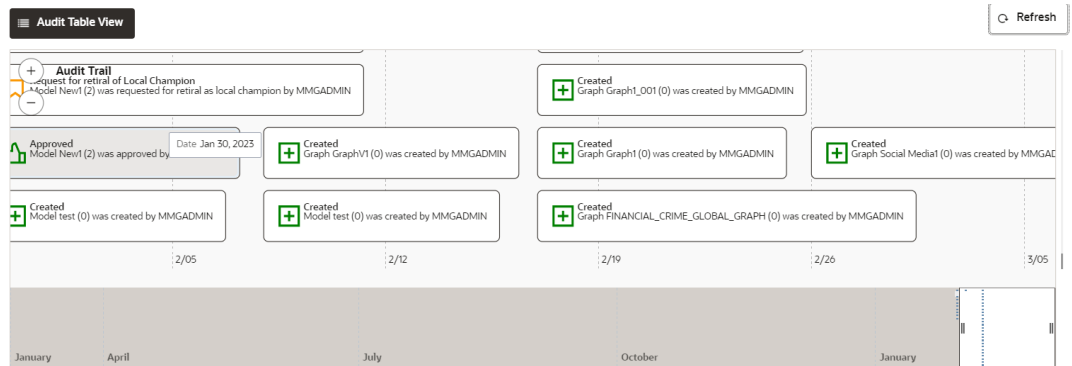 Audit Table View
Refresh
Audit Trail
Request for retiral of Local Champion
Model New1 (2) was requested for retiral as local champion by MMGADMIN
Created
Graph Graph1_001 (0) was created by MMGADMIN
Approved
Model New1 (2) was approved by
Date Jan 30, 2023
Created
Graph GraphV1 (0) was created by MMGADMIN
Created
Graph Graph1 (0) was created by MMGADMIN
Created
Graph Social Media1 (0) was created by MMGAD
Created
Model test (0) was created by MMGADMIN
Created
Model test (0) was created by MMGADMIN
Created
Graph FINANCIAL_CRIME_GLOBAL_GRAPH (0) was created by MMGADMIN
2/05
2/12
2/19
2/26
3/05
January
April
July
October
January